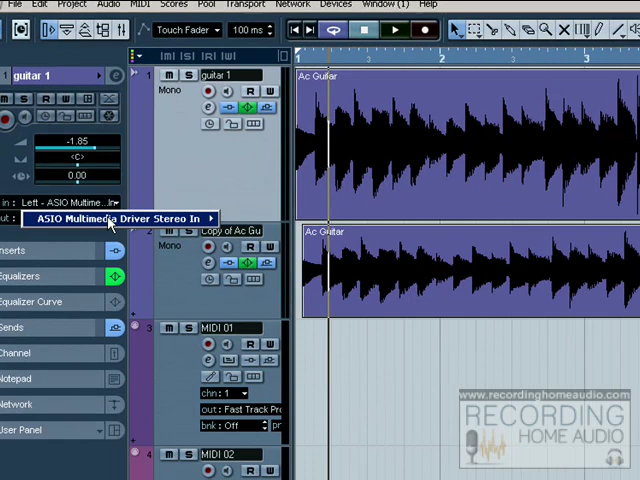 File Edit Project Audio MIDI Scores Pool Transport Network Devices Window (1) Help
Touch Fader
100 ms
guitar 1
1 M S guitar 1
Mono
1 2 3 3 3
Ac Guitar
S R W
-1.85
<C>
0.00
in: Left - ASIO Multime...In
out:
ASIO Multimedia Driver Stereo In
R W
e
2 Copy of Ac Gu
Mono
Ac Guitar
Inserts
Equalizers
Equalizer Curve
Sends
Channel
Notepad
Network
User Panel
3 M S MIDI 01
R W
chn: 1
out: Fast Track Pro
bnk: Off
4 M S MIDI 02
R W
www.recordinghomeaudio.com
RECORDING
HOME AUDIO